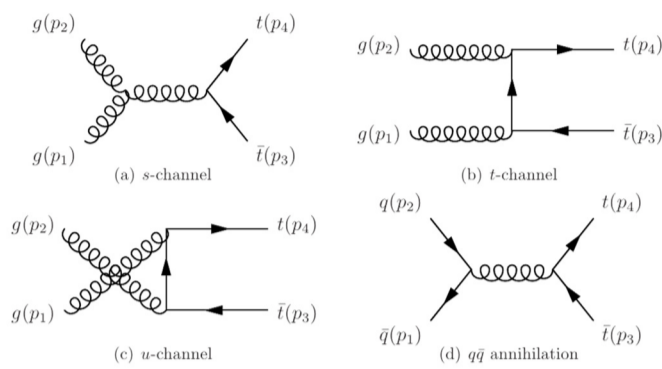 g(p₂) t(p₄)
g(p₁) t̄(p₃)
(a) s-channel
g(p₂) t(p₄)
g(p₁) t̄(p₃)
(b) t-channel
g(p₂) t(p₄)
g(p₁) t̄(p₃)
(c) u-channel
q(p₂) t(p₄)
q̄(p₁) t̄(p₃)
(d) qq̄ annihilation